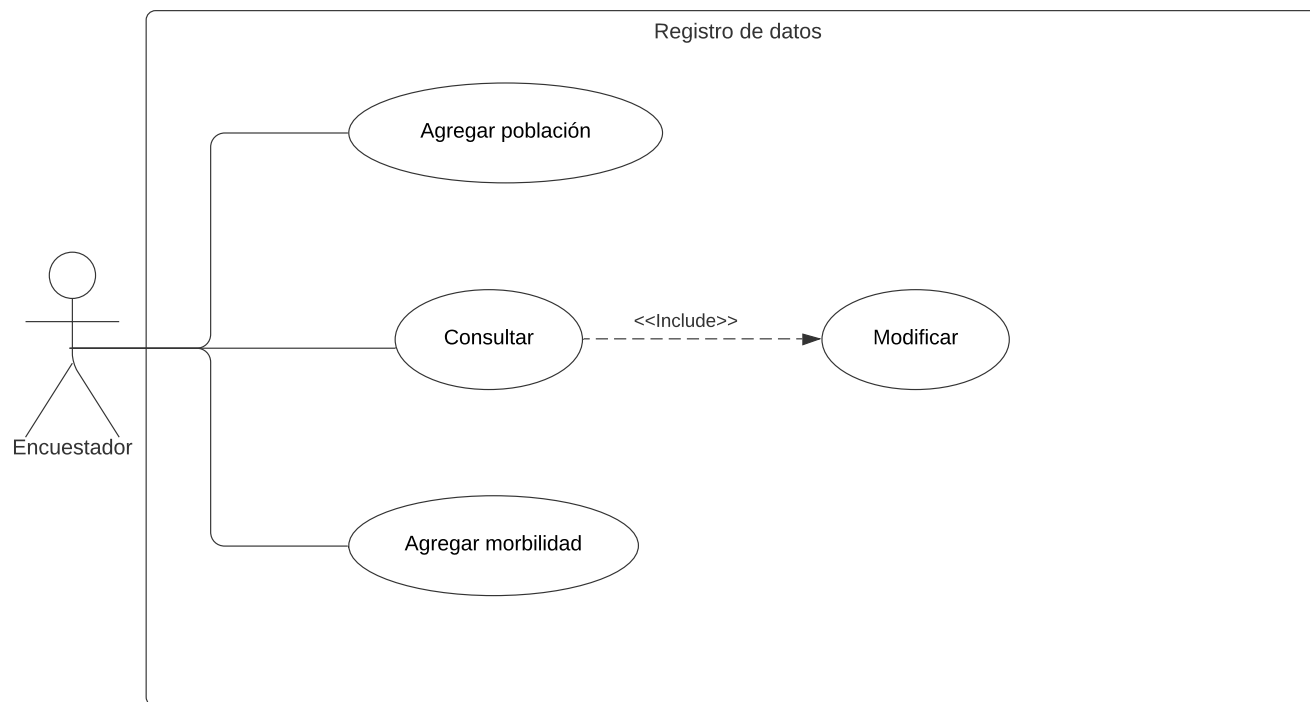 Registro de datos
Agregar población
<<Include>>
Consultar
Modificar
Encuestador
Agregar morbilidad